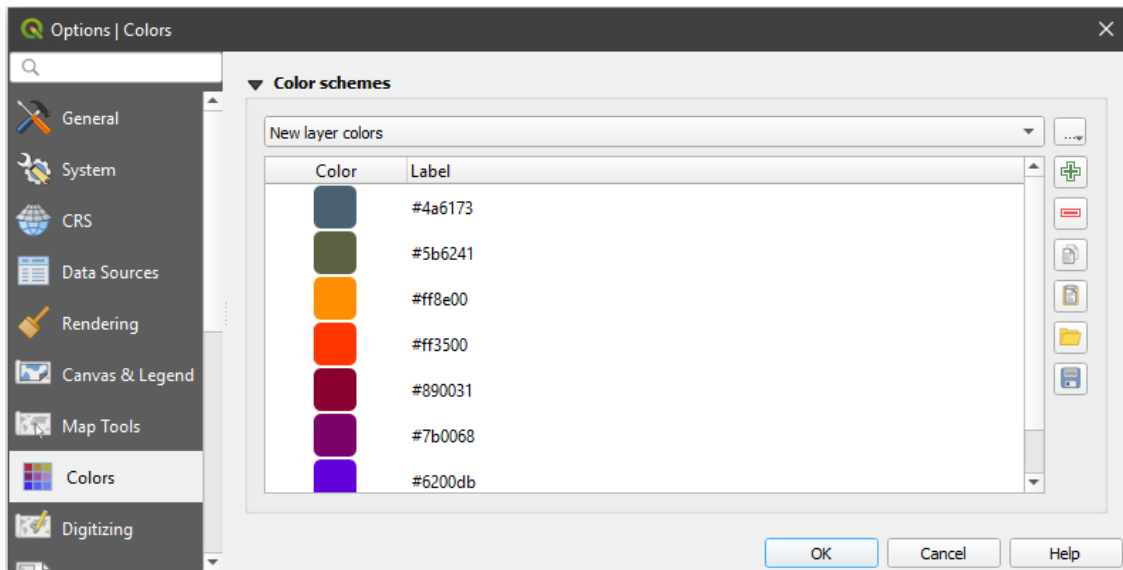 Options | Colors
General
System
CRS
Data Sources
Rendering
Canvas & Legend
Map Tools
Colors
Digitizing
Color schemes
New layer colors
...
Color Label
#4a6173
#5b6241
#ff8e00
#ff3500
#890031
#7b0068
#6200db
OK Cancel Help